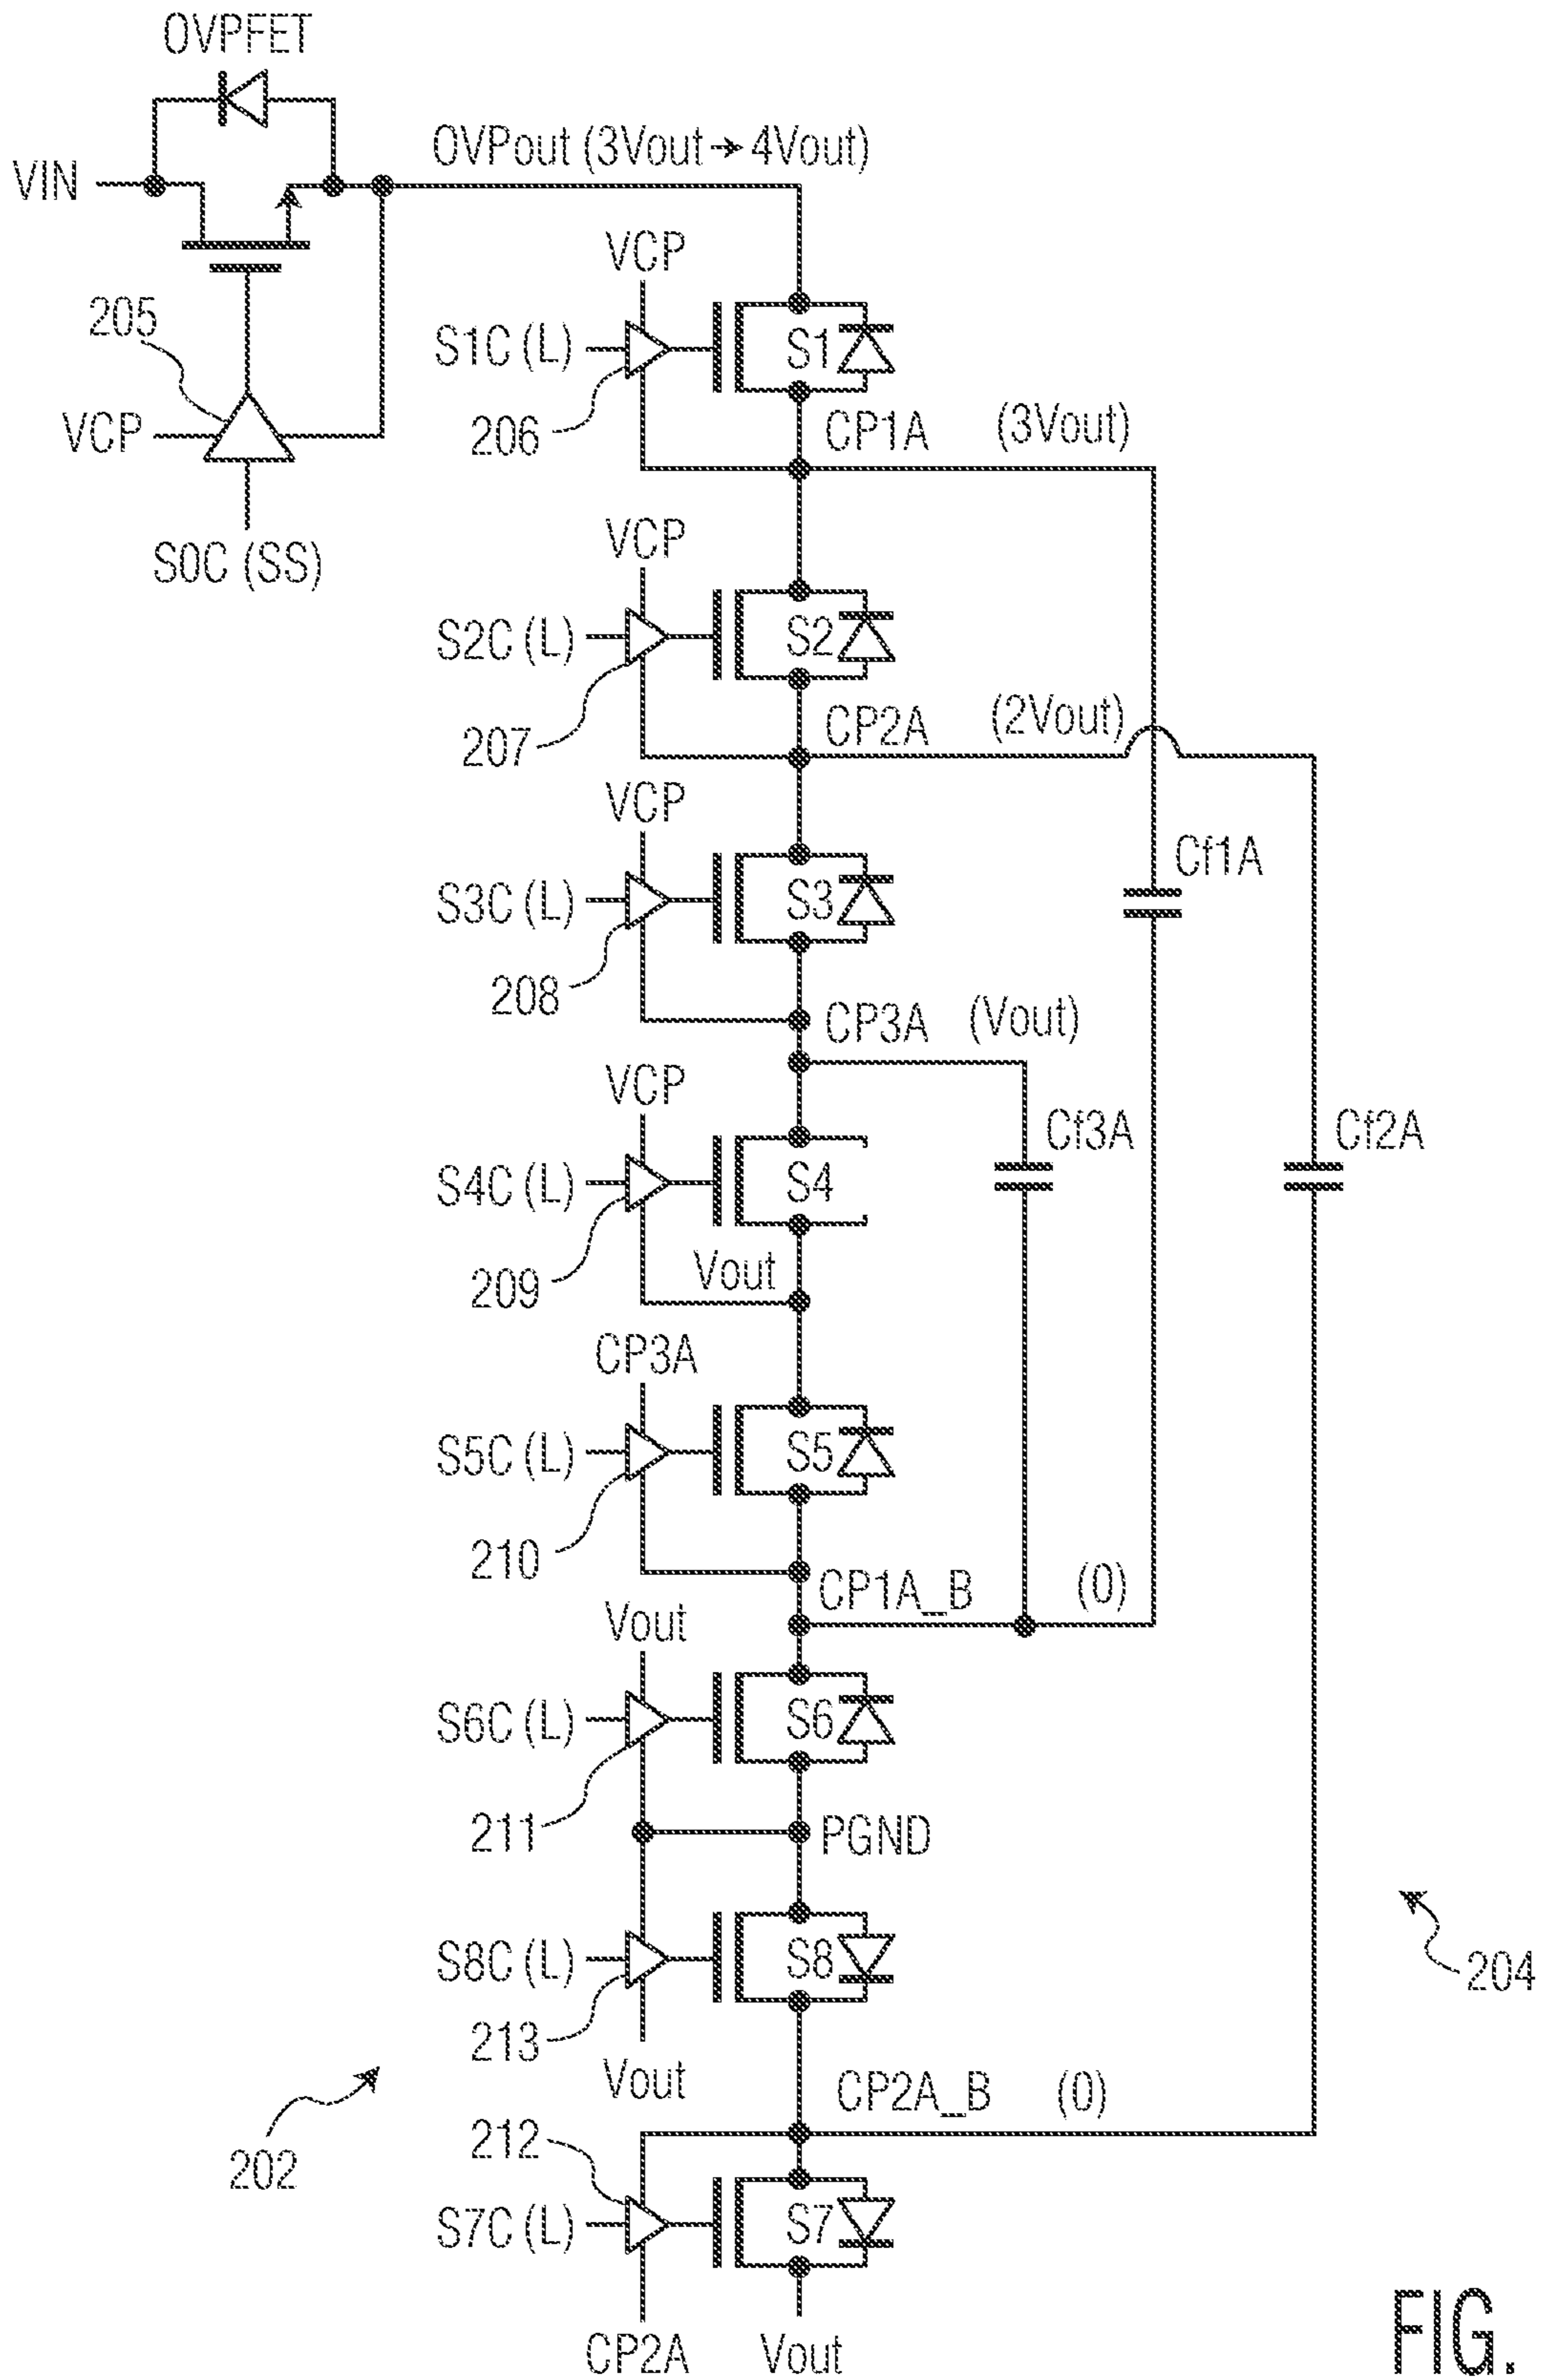 OVPFET
OVPout (3Vout→4Vout)
VIN
VCP
205
S1C (L)
S1
206
VCP
CP1A (3Vout)
S0C (SS)
VCP
S2C (L)
S2
207
CP2A (2Vout)
VCP
Cf1A
S3C (L)
S3
208
CP3A (Vout)
VCP
Cf3A
Cf2A
S4C (L)
S4
209
Vout
CP3A
S5C (L)
S5
210
CP1A_B (0)
Vout
S6C (L)
S6
211
PGND
S8C (L)
S8
204
213
Vout
CP2A_B (0)
202
212
S7C (L)
S7
CP2A
Vout
FIG.